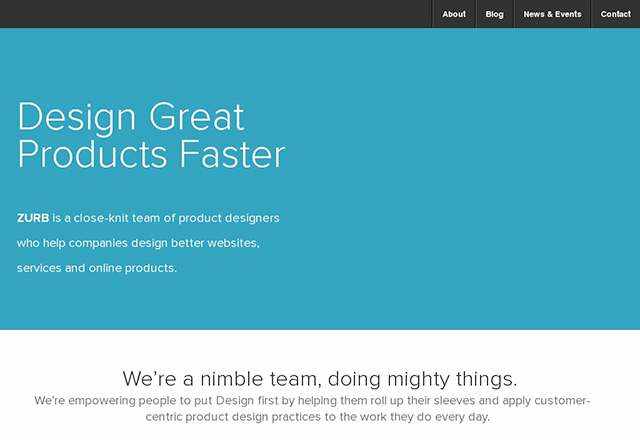 About Blog News & Events Contact
Design Great
Products Faster
ZURB is a close-knit team of product designers
who help companies design better websites,
services and online products.
We're a nimble team, doing mighty things.
We're empowering people to put Design first by helping them roll up their sleeves and apply customer-
centric product design practices to the work they do every day.